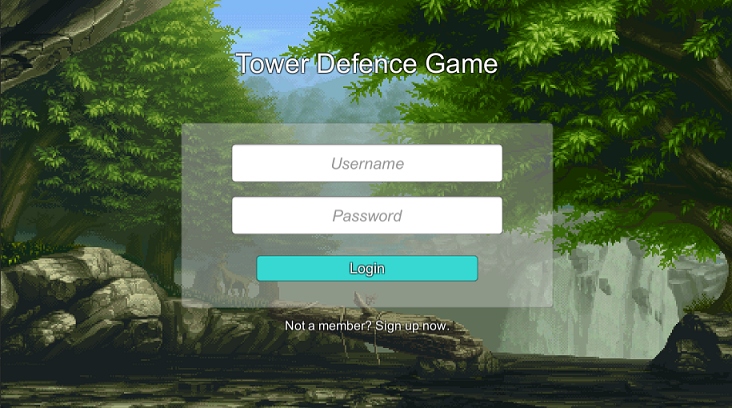 Tower Defence Game
Username
Password
Login
Not a member? Sign up now.